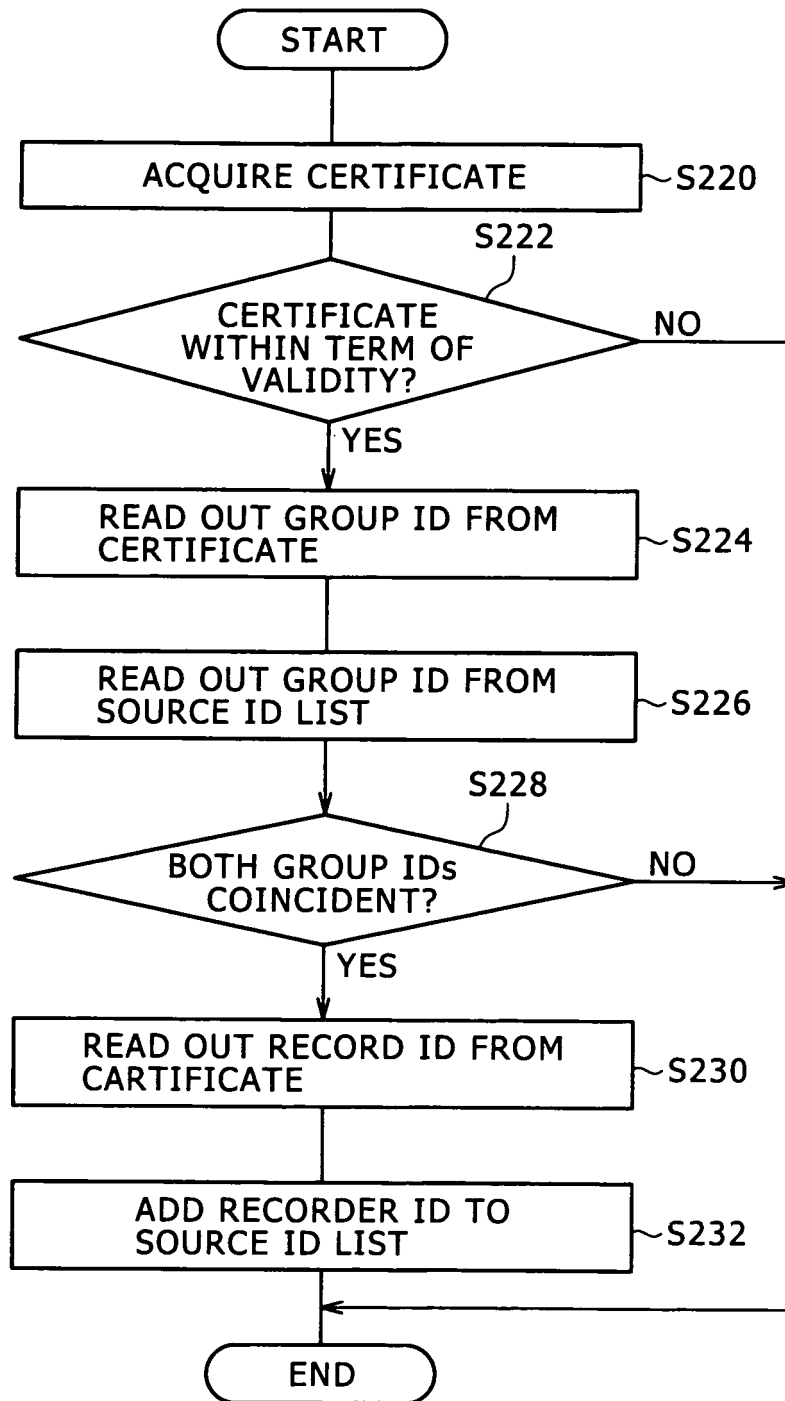 START
ACQUIRE CERTIFICATE
S220
S222
CERTIFICATE
WITHIN TERM OF
VALIDITY?
NO
YES
READ OUT GROUP ID FROM
CERTIFICATE
S224
READ OUT GROUP ID FROM
SOURCE ID LIST
S226
S228
BOTH GROUP IDs
COINCIDENT?
NO
YES
READ OUT RECORD ID FROM
CARTIFICATE
S230
ADD RECORDER ID TO
SOURCE ID LIST
S232
END